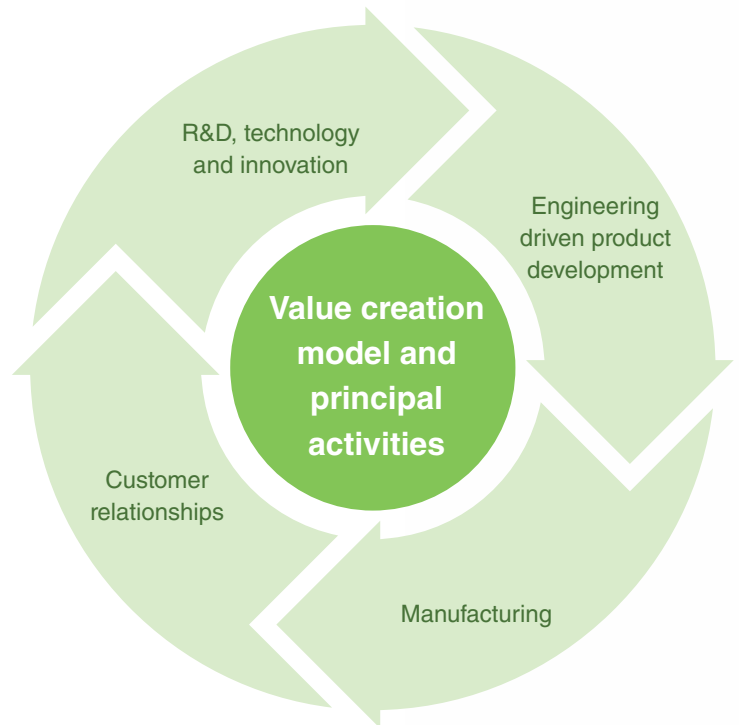 R&D, technology
and innovation
Engineering
driven product
development
Value creation
model and
principal
activities
Customer
relationships
Manufacturing